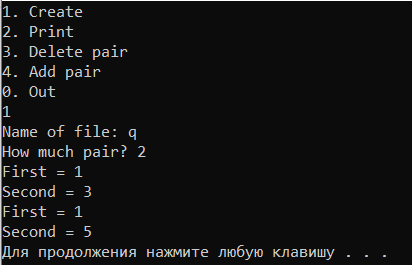 1. Create
2. Print
3. Delete pair
4. Add pair
0. Out
1
Name of file: q
How much pair? 2
First = 1
Second = 3
First = 1
Second = 5
Для продолжения нажмите любую клавишу . . .